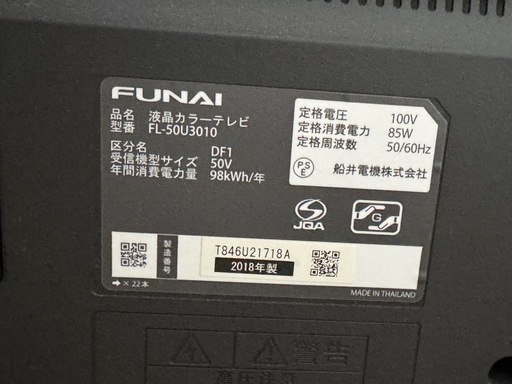 FUNAI
品名 液晶カラーテレビ
型番 FL-50U3010
区分名 DF1
受信機型サイズ 50V
年間消費電力量 98kWh/年
定格電圧 100V
定格消費電力 85W
定格周波数 50/60Hz
PSE 船井電機株式会社
JQA
G
製造番号
T846U21718A
2018年製
→ × 22本
MADE IN THAILAND
警告